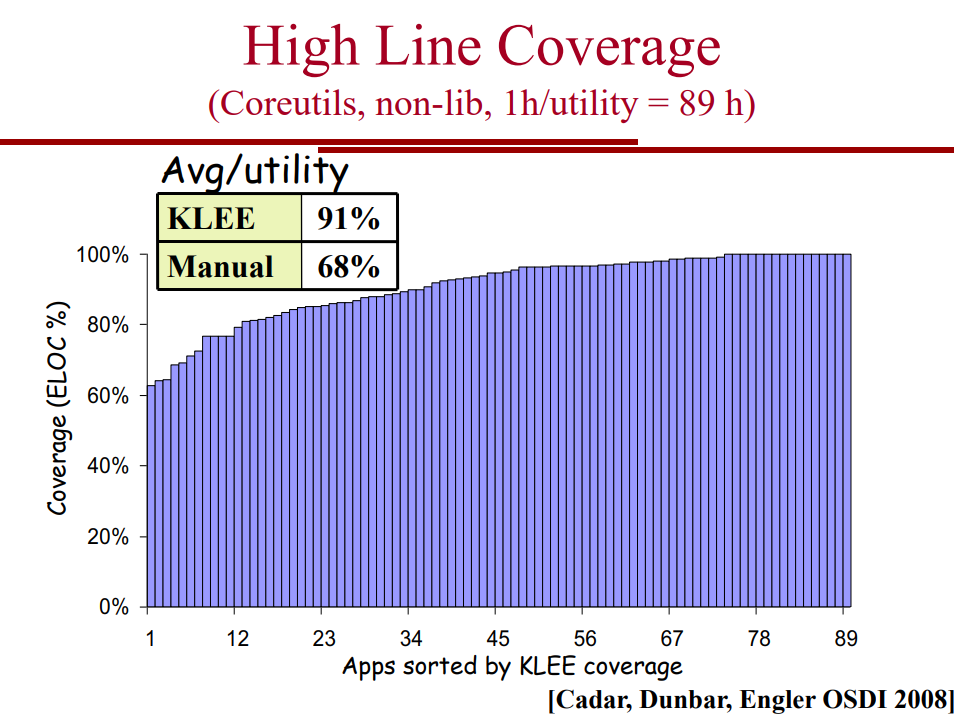 High Line Coverage
(Coreutils, non-lib, 1h/utility = 89 h)
Avg/utility
KLEE 91%
Manual 68%
100%
80%
60%
40%
20%
0%
Coverage (ELOC %)
1 12 23 34 45 56 67 78 89
Apps sorted by KLEE coverage
[Cadar, Dunbar, Engler OSDI 2008]